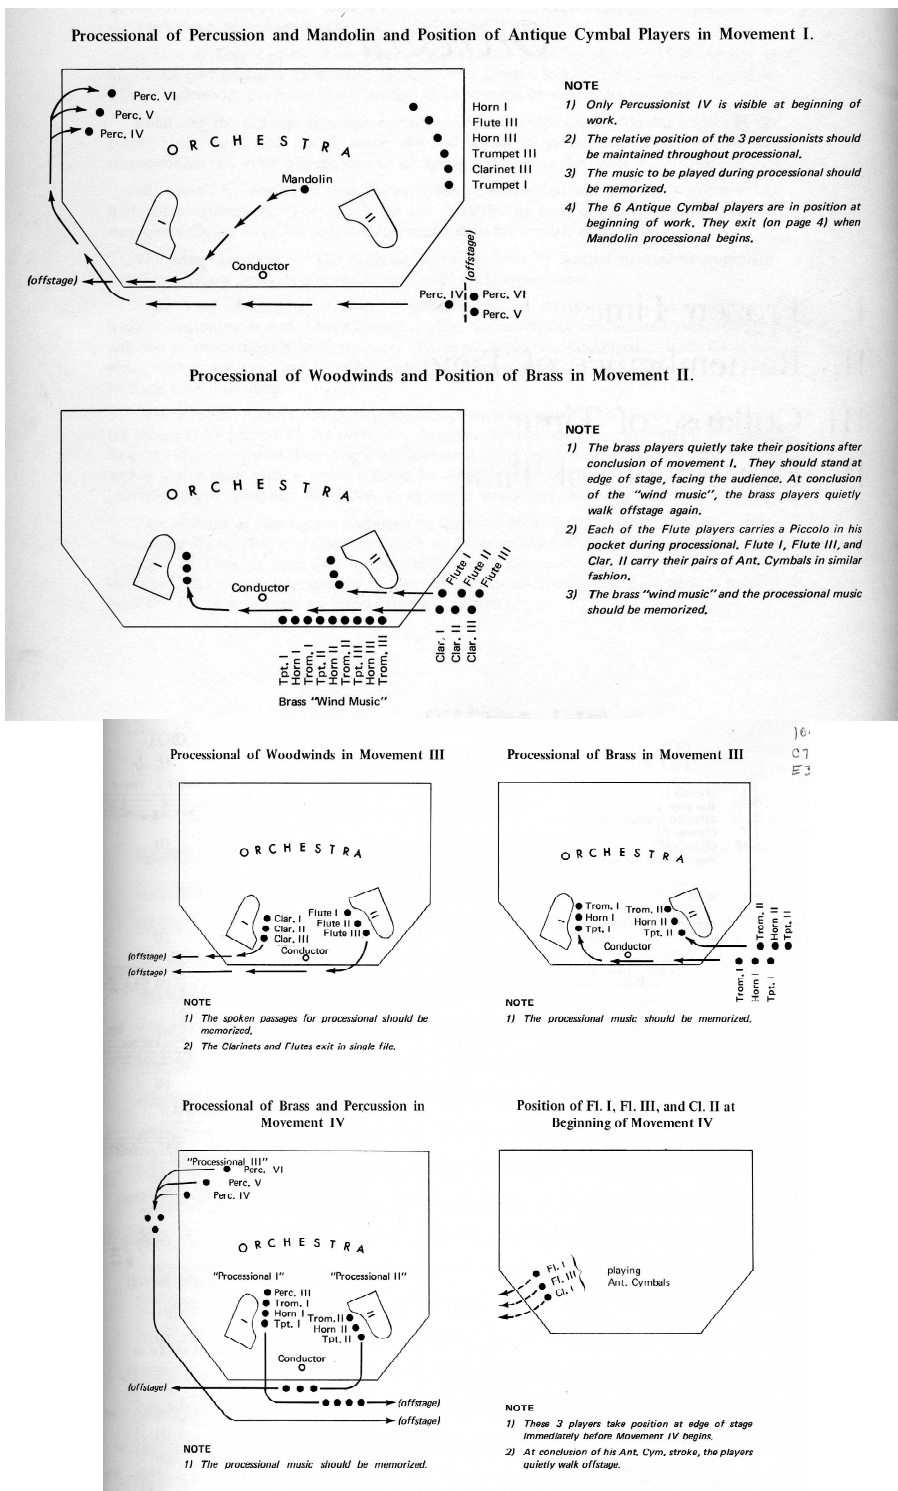 Processional of Percussion and Mandolin and Position of Antique Cymbal Players in Movement I.
Perc. VI
Perc. V
Perc. IV
ORCHESTRA
Mandolin
I
II
Conductor
(offstage)
Horn I
Flute III
Horn III
Trumpet III
Clarinet III
Trumpet I
(offstage)
Perc. IV
Perc. VI
Perc. V
NOTE
1) Only Percussionist IV is visible at beginning of
work.
2) The relative position of the 3 percussionists should
be maintained throughout processional.
3) The music to be played during processional should
be memorized.
4) The 6 Antique Cymbal players are in position at
beginning of work. They exit (on page 4) when
Mandolin processional begins.
Processional of Woodwinds and Position of Brass in Movement II.
ORCHESTRA
I
II
Conductor
Flute I
Flute II
Flute III
Clar. I
Clar. II
Clar. III
Tpt. I
Horn I
Trom. I
Tpt. II
Horn II
Trom. II
Tpt. III
Horn III
Trom. III
Brass "Wind Music"
NOTE
1) The brass players quietly take their positions after
conclusion of movement I. They should stand at
edge of stage, facing the audience. At conclusion
of the "wind music", the brass players quietly
walk offstage again.
2) Each of the Flute players carries a Piccolo in his
pocket during processional. Flute I, Flute III, and
Clar. II carry their pairs of Ant. Cymbals in similar
fashion.
3) The brass "wind music" and the processional music
should be memorized.
Processional of Woodwinds in Movement III
ORCHESTRA
I
II
Clar. I
Clar. II
Clar. III
Flute I
Flute II
Flute III
Conductor
(offstage)
(offstage)
NOTE
1) The spoken passages for processional should be
memorized.
2) The Clarinets and Flutes exit in single file.
Processional of Brass in Movement III
10.
C7
E3
ORCHESTRA
I
II
Trom. I
Horn I
Tpt. I
Trom. II
Horn II
Tpt. II
Conductor
Trom. II
Horn II
Tpt. II
Trom. I
Horn I
Tpt. I
NOTE
1) The processional music should be memorized.
Processional of Brass and Percussion in
Movement IV
"Processional III"
Perc. VI
Perc. V
Perc. IV
ORCHESTRA
"Processional I"
"Processional II"
I
II
Perc. III
Trom. I
Horn I
Tpt. I
Trom. II
Horn II
Tpt. II
Conductor
(offstage)
(offstage)
(offstage)
NOTE
1) The processional music should be memorized.
Position of Fl. I, Fl. III, and Cl. II at
Beginning of Movement IV
Fl. I
Fl. III
Cl. I
playing
Ant. Cymbals
NOTE
1) These 3 players take position at edge of stage
immediately before Movement IV begins.
2) At conclusion of his Ant. Cym. stroke, the players
quietly walk offstage.